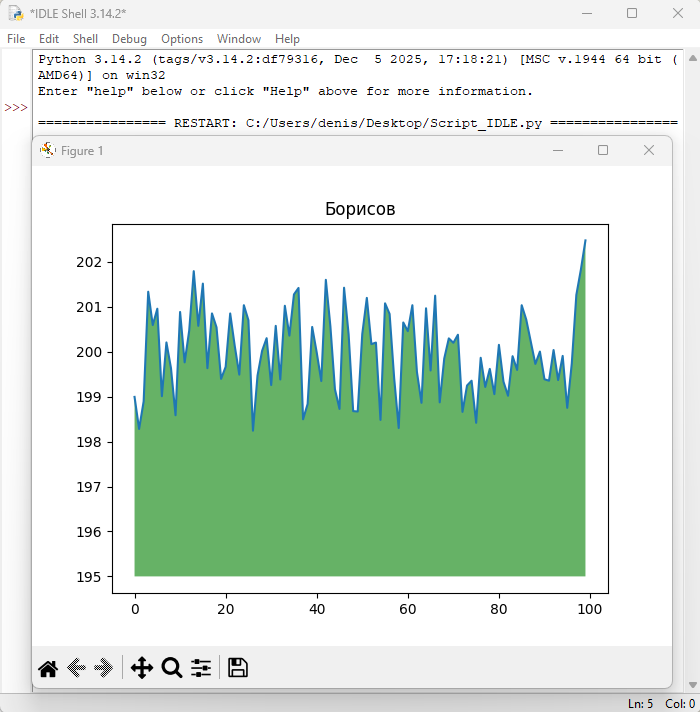 *IDLE Shell 3.14.2*
File Edit Shell Debug Options Window Help
Python 3.14.2 (tags/v3.14.2:df79316, Dec  5 2025, 17:18:21) [MSC v.1944 64 bit (
AMD64)] on win32
Enter "help" below or click "Help" above for more information.
>>>
================ RESTART: C:/Users/denis/Desktop/Script_IDLE.py ================
Figure 1
Борисов
202
201
200
199
198
197
196
195
0 20 40 60 80 100
Ln: 5 Col: 0